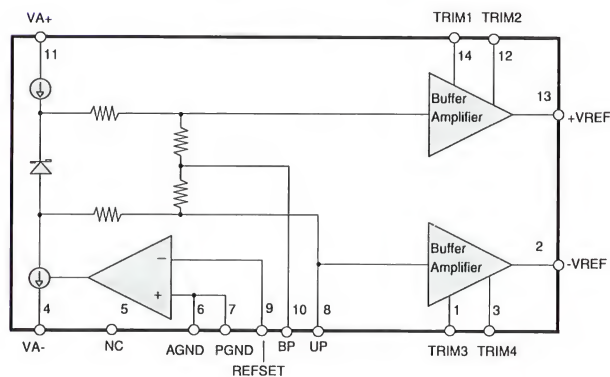 VA+
TRIM1 TRIM2
11
14
12
Buffer
Amplifier
13
+VREF
Buffer
Amplifier
2
-VREF
−
+
4
5
6
7
9
10
8
1
3
VA-
NC
AGND
PGND
REFSET
BP
UP
TRIM3 TRIM4